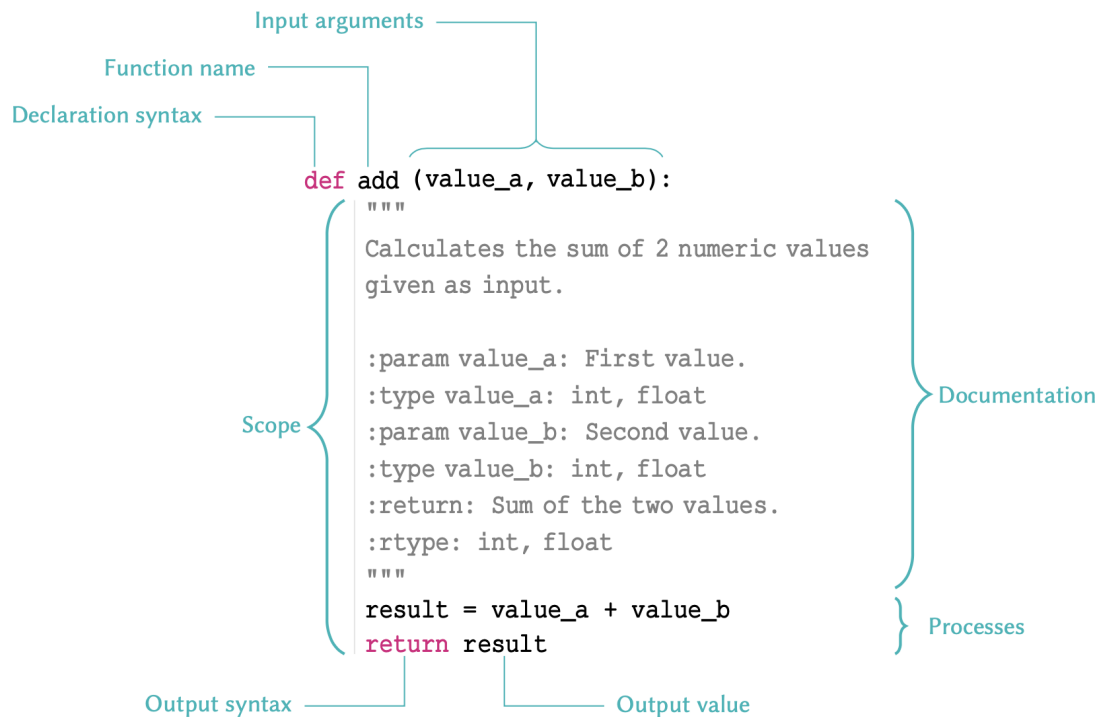 Input arguments
Function name
Declaration syntax
def add (value_a, value_b):
"""
Calculates the sum of 2 numeric values
given as input.
:param value_a: First value.
:type value_a: int, float
Documentation
:param value_b: Second value.
Scope
:type value_b: int, float
:return: Sum of the two values.
:rtype: int, float
"""
result = value_a + value_b
Processes
return result
Output syntax
Output value